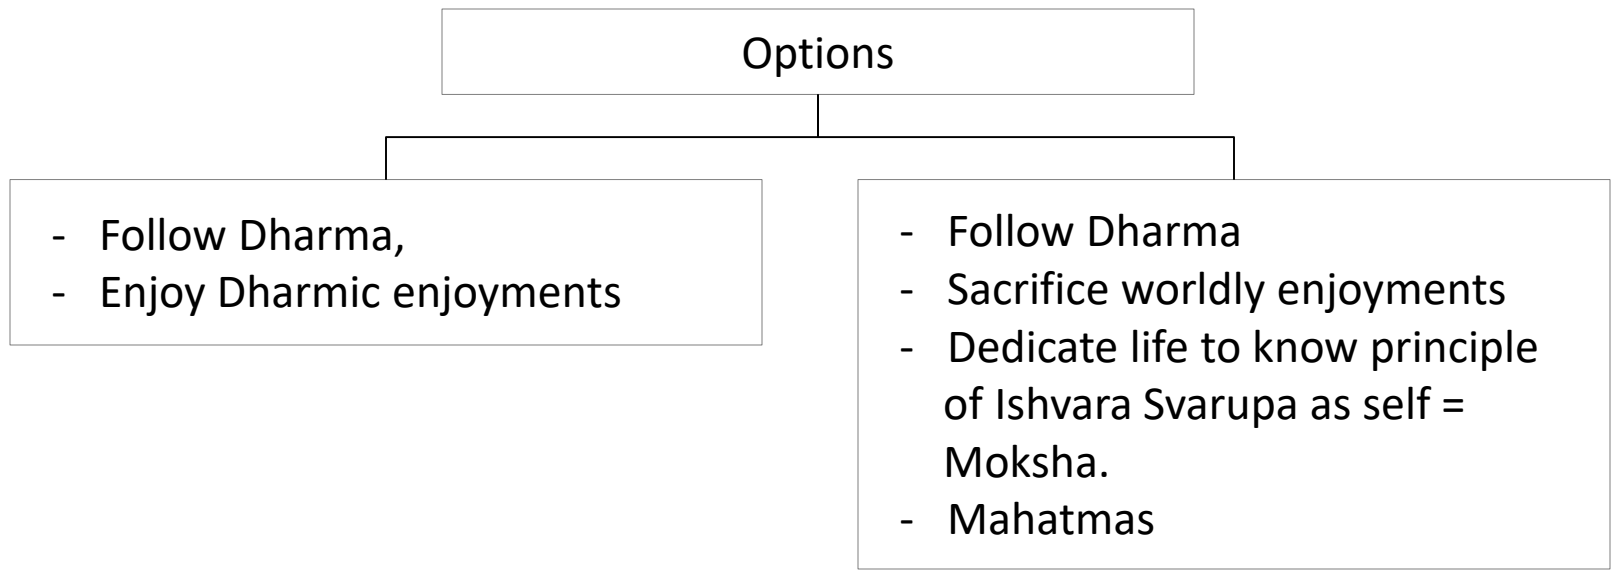 Options
- Follow Dharma,
- Enjoy Dharmic enjoyments
- Follow Dharma
- Sacrifice worldly enjoyments
- Dedicate life to know principle
of Ishvara Svarupa as self =
Moksha.
- Mahatmas